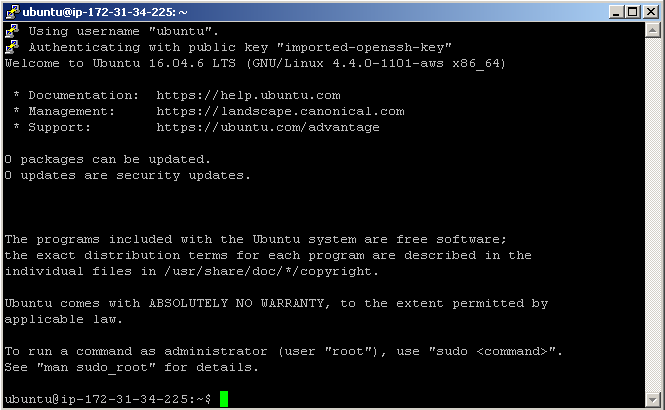 ubuntu@ip-172-31-34-225: ~
Using username "ubuntu".
Authenticating with public key "imported-openssh-key"
Welcome to Ubuntu 16.04.6 LTS (GNU/Linux 4.4.0-1101-aws x86_64)
* Documentation:  https://help.ubuntu.com
* Management:     https://landscape.canonical.com
* Support:        https://ubuntu.com/advantage
0 packages can be updated.
0 updates are security updates.
The programs included with the Ubuntu system are free software;
the exact distribution terms for each program are described in the
individual files in /usr/share/doc/*/copyright.
Ubuntu comes with ABSOLUTELY NO WARRANTY, to the extent permitted by
applicable law.
To run a command as administrator (user "root"), use "sudo <command>".
See "man sudo_root" for details.
ubuntu@ip-172-31-34-225:~$